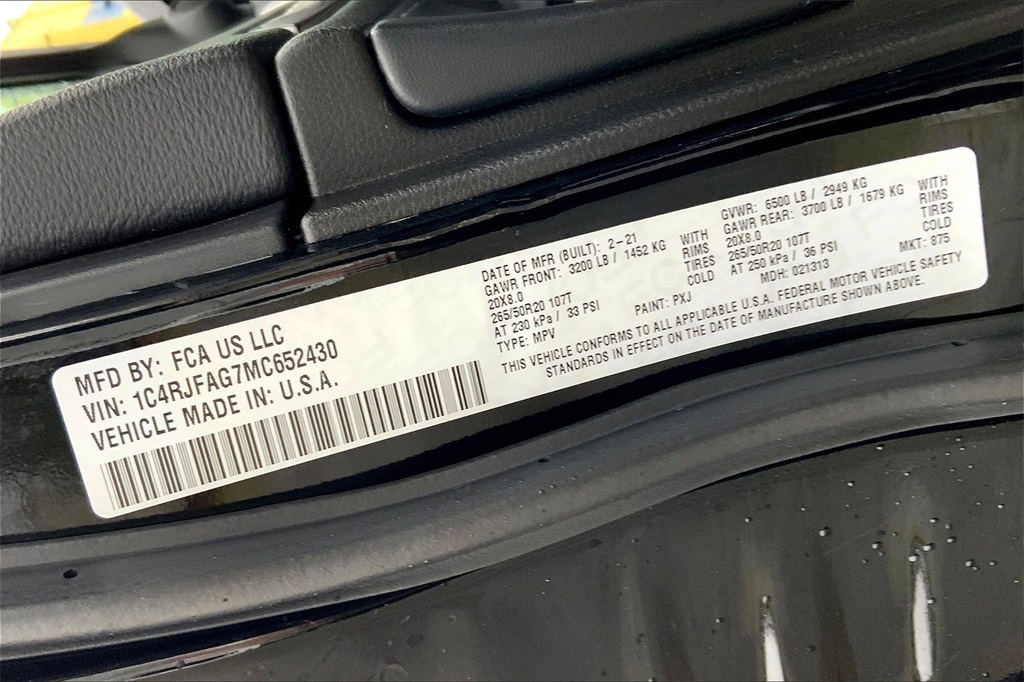 MFD BY: FCA US LLC
VIN: 1C4RJFAG7MC652430
VEHICLE MADE IN: U.S.A.
DATE OF MFR (BUILT): 2-21
GAWR FRONT: 3200 LB / 1452 KG WITH
20X8.0 RIMS
265/50R20 107T TIRES
AT 230 kPa / 33 PSI COLD
TYPE: MPV PAINT: PXJ
GVWR: 6500 LB / 2949 KG
GAWR REAR: 3700 LB / 1679 KG WITH
20X8.0 RIMS
265/50R20 107T TIRES
AT 250 kPa / 36 PSI COLD
MDH: 021313 MKT: 875
THIS VEHICLE CONFORMS TO ALL APPLICABLE U.S.A. FEDERAL MOTOR VEHICLE SAFETY
STANDARDS IN EFFECT ON THE DATE OF MANUFACTURE SHOWN ABOVE.